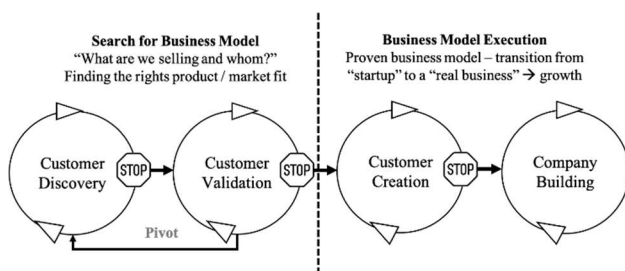 Search for Business Model
“What are we selling and whom?”
Finding the rights product / market fit
Business Model Execution
Proven business model – transition from
“startup” to a “real business” → growth
Customer
Discovery
STOP
Customer
Validation
STOP
Customer
Creation
STOP
Company
Building
Pivot